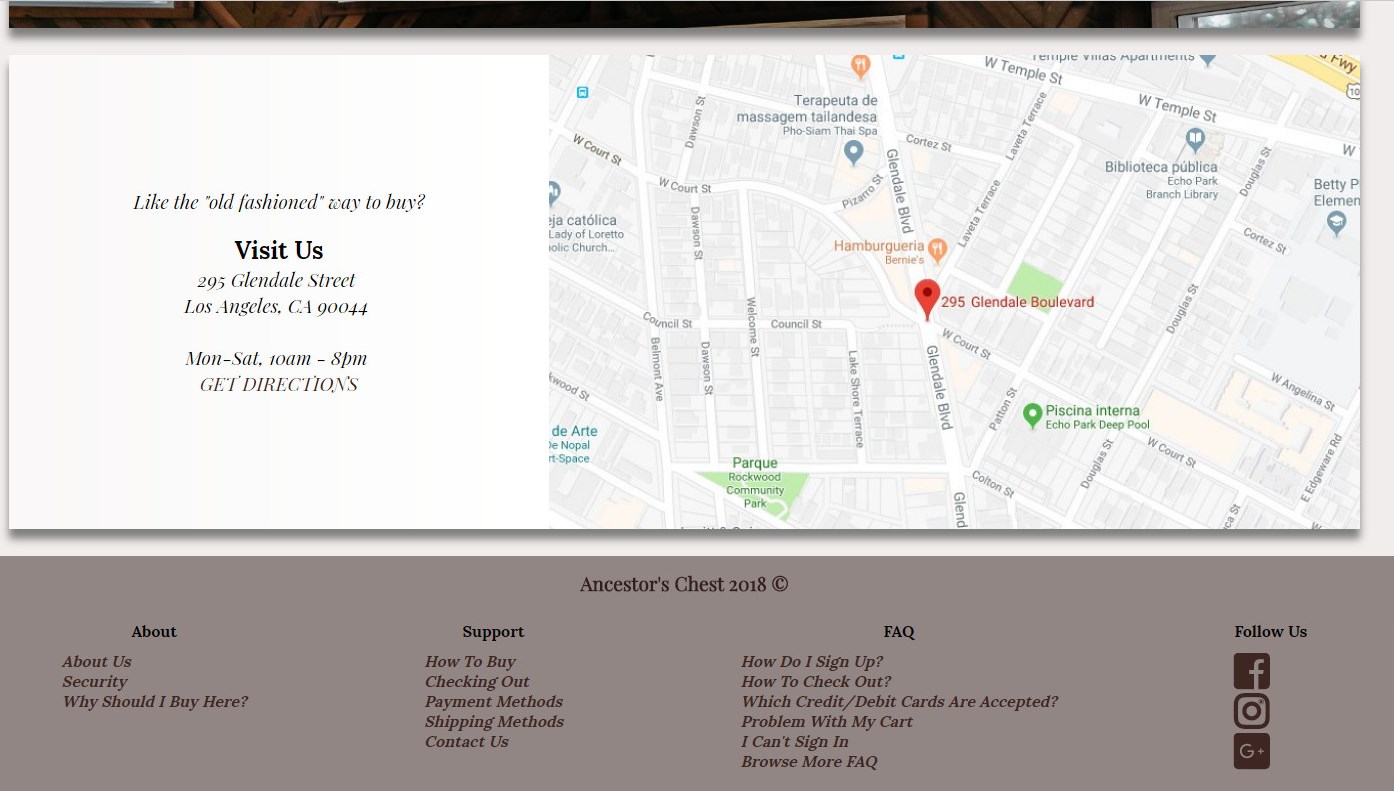 Like the "old fashioned" way to buy?
Visit Us
295 Glendale Street
Los Angeles, CA 90044
Mon-Sat, 10am - 8pm
GET DIRECTIONS
Temple Villas Apartments
Fwy
10
W Temple St
W Temple St
W
Terapeuta de
massagem tailandesa
Pho-Siam Thai Spa
Dawson St
W Court St
W Court St
Cortez St
Laveta Terrace
Glendale Blvd
Pizarro St
Biblioteca pública
Echo Park
Branch Library
Douglas St
Betty P
Elemen
eja católica
Lady of Loretto
olic Church...
Dawson St
Laveta Terrace
Hamburgueria
Bernie's
Cortez St
295 Glendale Boulevard
Douglas St
Council St
Welcome St
Council St
W Court St
Belmont Ave
Dawson St
Lake Shore Terrace
Glendale Blvd
kwood St
Patton St
W Angelina St
Piscina interna
Echo Park Deep Pool
de Arte
De Nopal
rt-Space
W Court St
Douglas St
E Edgeware Rd
Parque
Rockwood
Community
Park
Colton St
Glend
ca St
Ancestor's Chest 2018 ©
About
About Us
Security
Why Should I Buy Here?
Support
How To Buy
Checking Out
Payment Methods
Shipping Methods
Contact Us
FAQ
How Do I Sign Up?
How To Check Out?
Which Credit/Debit Cards Are Accepted?
Problem With My Cart
I Can't Sign In
Browse More FAQ
Follow Us
G+